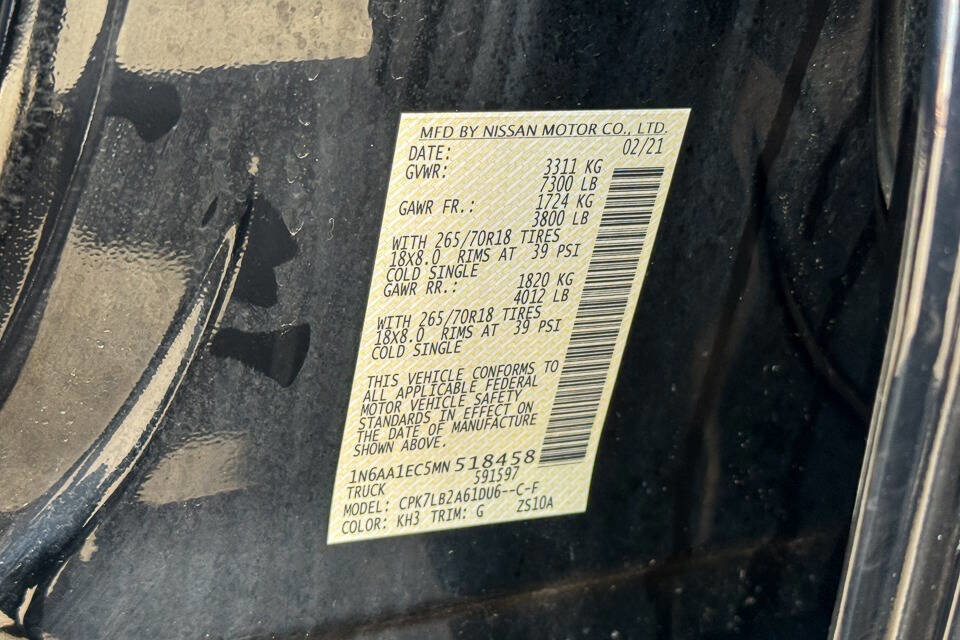 MFD BY NISSAN MOTOR CO., LTD.
DATE: 02/21
GVWR: 3311 KG
7300 LB
GAWR FR.: 1724 KG
3800 LB
WITH 265/70R18 TIRES
18X8.0 RIMS AT 39 PSI
COLD SINGLE
GAWR RR.: 1820 KG
4012 LB
WITH 265/70R18 TIRES
18X8.0 RIMS AT 39 PSI
COLD SINGLE
THIS VEHICLE CONFORMS TO
ALL APPLICABLE FEDERAL
MOTOR VEHICLE SAFETY
STANDARDS IN EFFECT ON
THE DATE OF MANUFACTURE
SHOWN ABOVE.
1N6AA1EC5MN518458
TRUCK 591597
MODEL: CPK7LB2A61DU6--C-F
COLOR: KH3 TRIM: G ZS10A